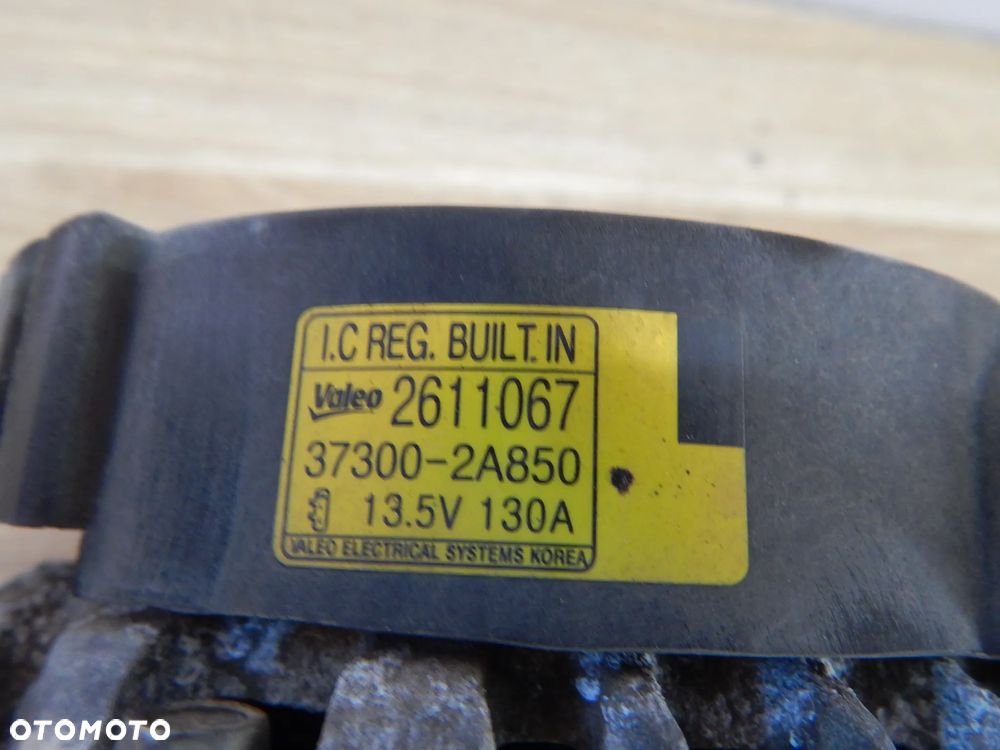 I.C REG. BUILT. IN
Valeo 2611067
37300-2A850
13.5V 130A
VALEO ELECTRICAL SYSTEMS KOREA
OTOMOTO